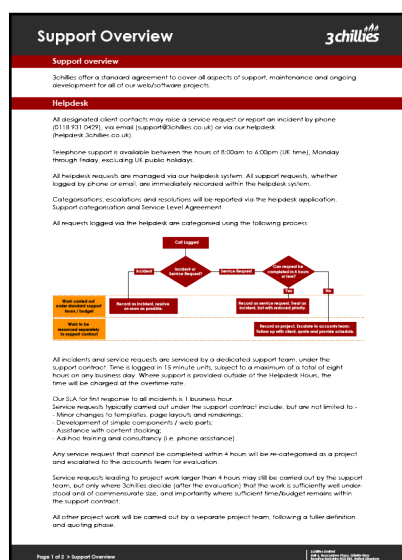 Support Overview
3chillies
Support overview
3chillies offer a standard agreement to cover all aspects of support, maintenance and ongoing
development for all of our web/software projects.
Helpdesk
All designated client contacts may raise a service request or report an incident by phone
(0118 931 0429), via email (support@3chillies.co.uk) or via our helpdesk
(helpdesk.3chillies.co.uk).
Telephone support is available between the hours of 8:00am to 6:00pm (UK time), Monday
through Friday, excluding UK public holidays.
All helpdesk requests are managed via our helpdesk system. All support requests, whether
logged by phone or email, are immediately recorded within the helpdesk system.
Categorisations, escalations and resolutions will be reported via the helpdesk application.
Support categorisation and Service Level Agreement
All requests logged via the helpdesk are categorised using the following process:
Call Logged
Incident
Incident or
Service Request?
Service Request
Can request be
completed in 4 hours
or less?
Yes
No
Work carried out
under standard support
hours / budget
Record as incident, resolve
as soon as possible.
Record as service request. Treat as
incident, but with reduced priority.
Work to be
resourced separately
to support contract
Record as project. Escalate to accounts team.
Follow up with client, quote and provide schedule.
All incidents and service requests are serviced by a dedicated support team, under the
support contract. Time is logged in 15 minute units, subject to a maximum of a total of eight
hours on any business day. Where support is provided outside of the Helpdesk Hours, the
time will be charged at the overtime rate.
Our SLA for first response to all incidents is 1 business hour.
Service requests typically carried out under the support contract include, but are not limited to:-
- Minor changes to templates, page layouts and renderings;
- Development of simple components / web parts;
- Assistance with content stocking;
- Ad-hoc training and consultancy (i.e. phone assistance)
Any service request that cannot be completed within 4 hours will be re-categorised as a project
and escalated to the accounts team for evaluation.
Service requests leading to project work larger than 4 hours may still be carried out by the support
team, but only where 3chillies decide (after the evaluation) that the work is sufficiently well under-
stood and of commensurate size, and importantly where sufficient time/budget remains within
the support contract.
All other project work will be carried out by a separate project team, following a fuller definition
and quoting phase.
Page 1 of 2 > Support Overview
3chillies Limited